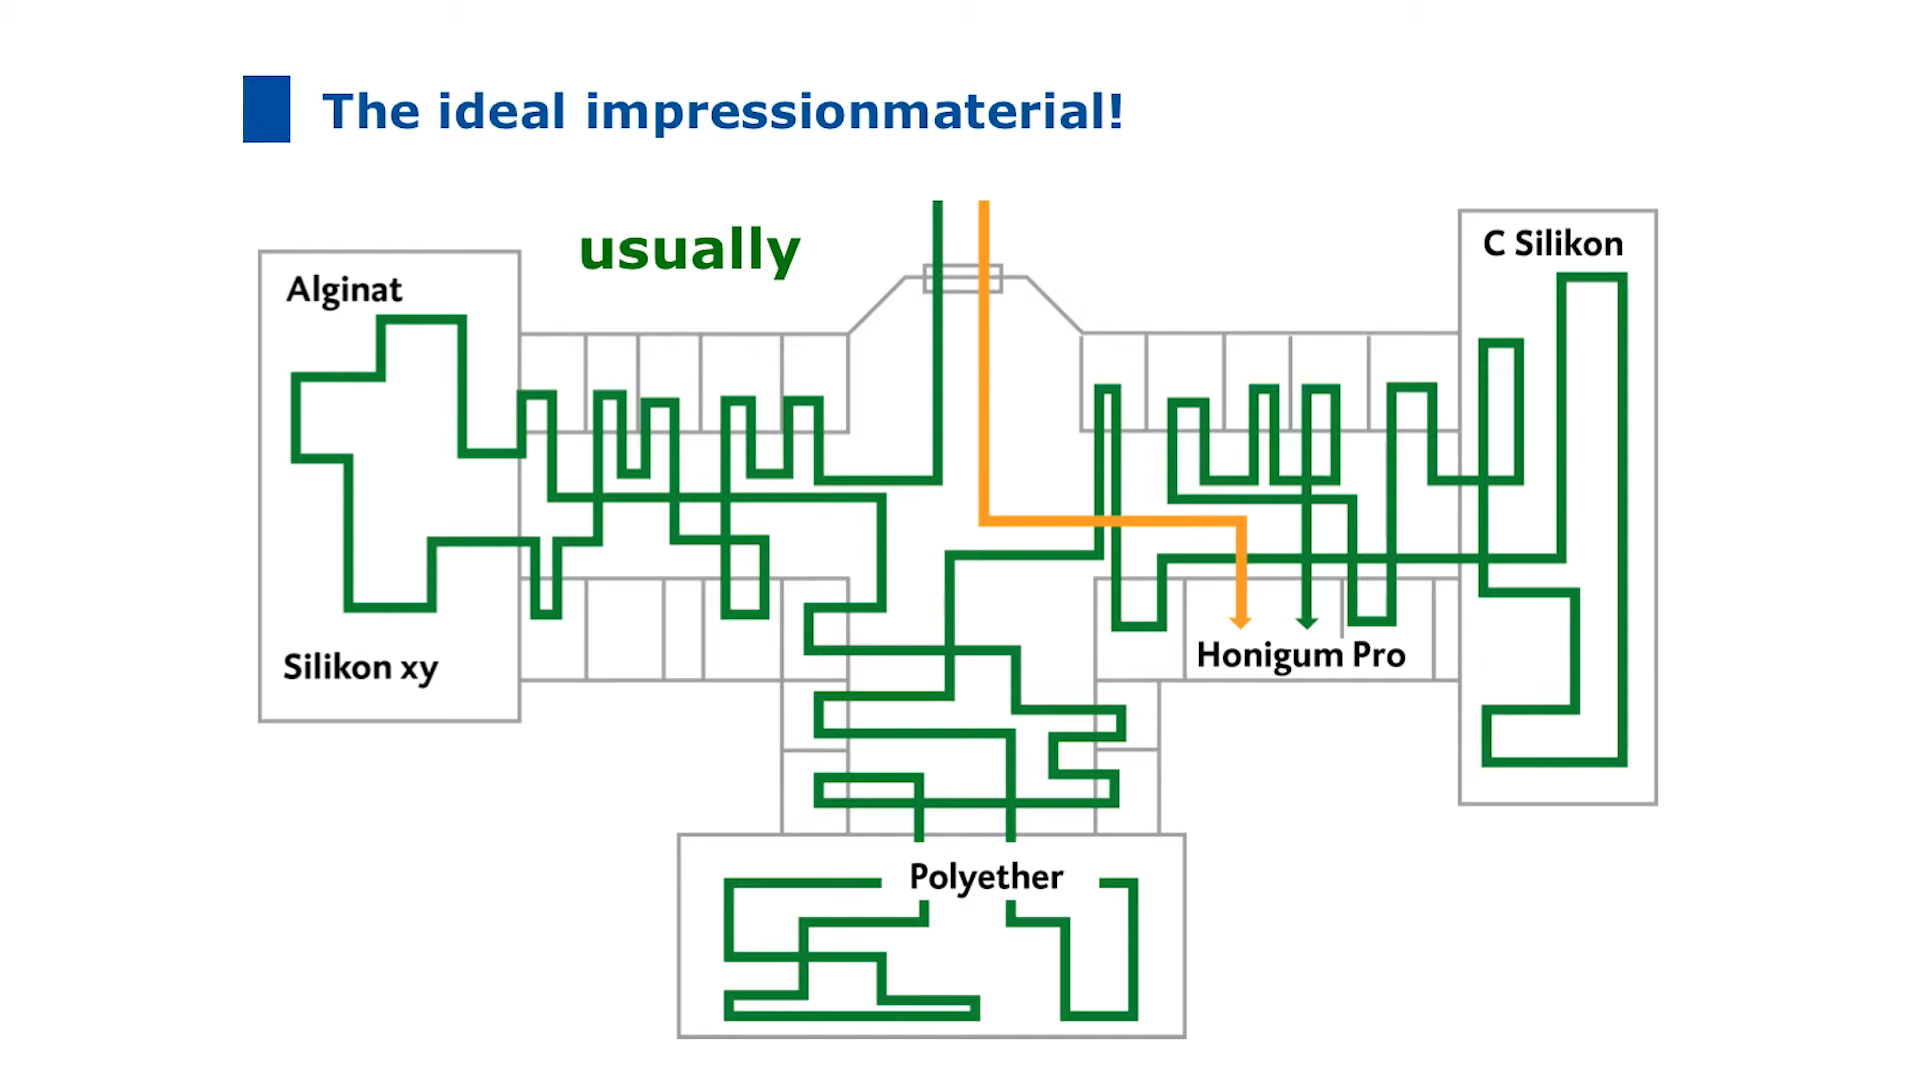 The ideal impressionmaterial!
usually
C Silikon
Alginat
Honigum Pro
Silikon xy
Polyether